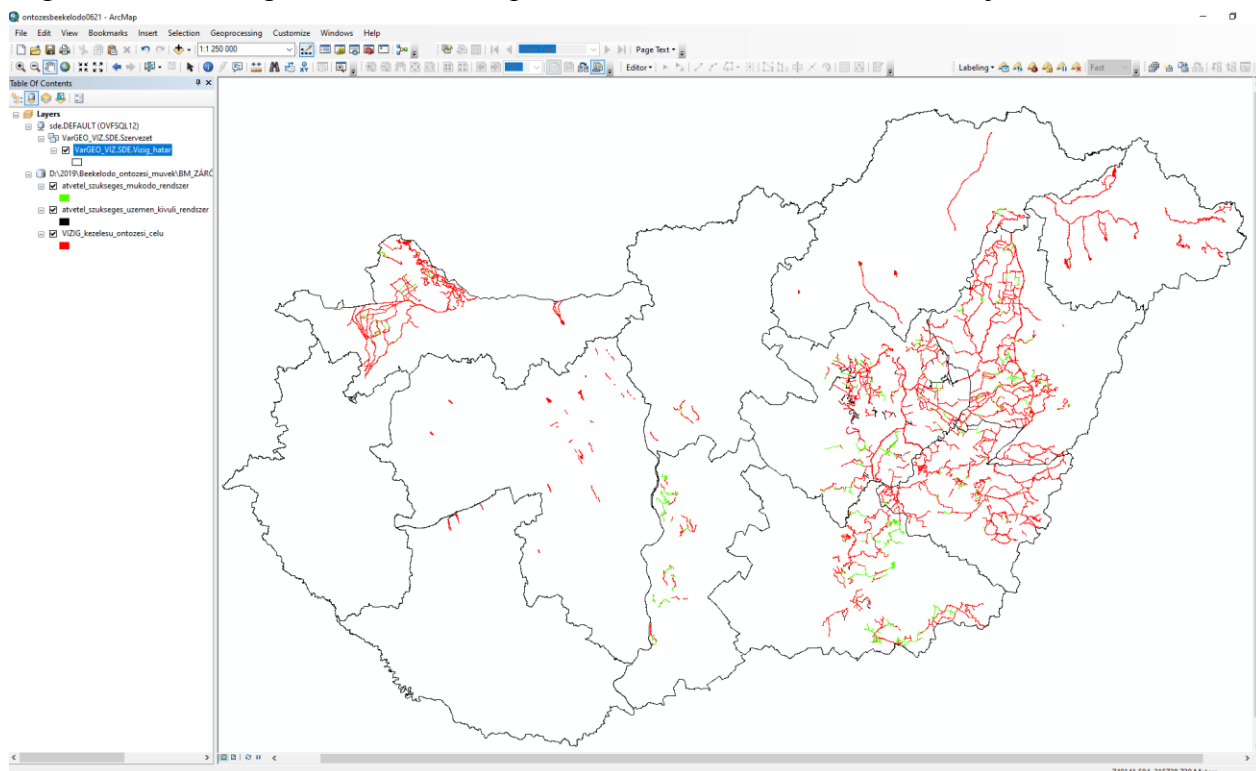 ontozesbeekelodo0621 - ArcMap
File Edit View Bookmarks Insert Selection Geoprocessing Customize Windows Help
1:1 250 000
Page Text
Editor
Labeling
Fast
Table Of Contents
Layers
sde.DEFAULT (OVFSQL12)
VarGEO_VIZ.SDE.Szervezet
VarGEO_VIZ.SDE.Vizig_hatar
D:\2019\Beekelodo_ontozesi_muvek\BM_ZÁRÓ
atvetel_szukseges_mukodo_rendszer
atvetel_szukseges_uzemen_kivuli_rendszer
VIZIG_kezelesu_ontozesi_celu